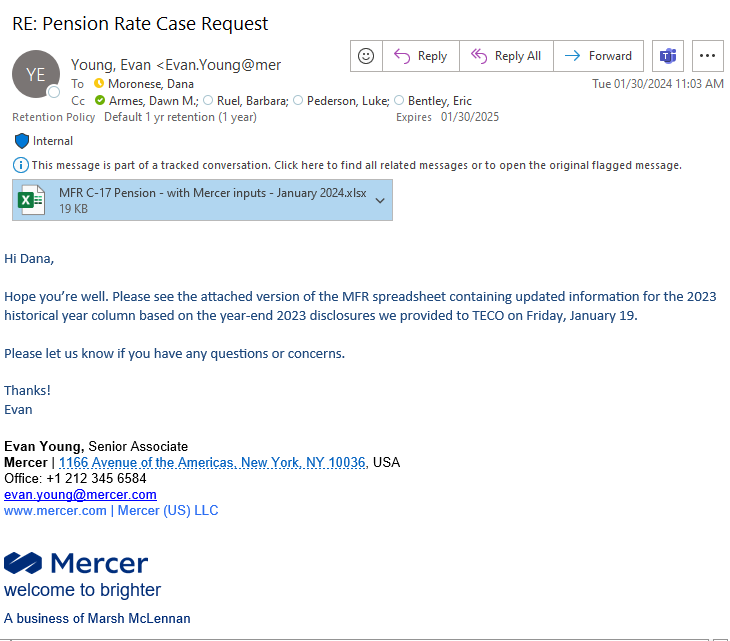 RE: Pension Rate Case Request
YE
Young, Evan <Evan.Young@mer
Reply
Reply All
Forward
To Moronese, Dana
Tue 01/30/2024 11:03 AM
Cc Armes, Dawn M.; Ruel, Barbara; Pederson, Luke; Bentley, Eric
Retention Policy Default 1 yr retention (1 year) Expires 01/30/2025
Internal
This message is part of a tracked conversation. Click here to find all related messages or to open the original flagged message.
MFR C-17 Pension - with Mercer inputs - January 2024.xlsx
19 KB
Hi Dana,
Hope you're well. Please see the attached version of the MFR spreadsheet containing updated information for the 2023
historical year column based on the year-end 2023 disclosures we provided to TECO on Friday, January 19.
Please let us know if you have any questions or concerns.
Thanks!
Evan
Evan Young, Senior Associate
Mercer | 1166 Avenue of the Americas, New York, NY 10036, USA
Office: +1 212 345 6584
evan.young@mercer.com
www.mercer.com | Mercer (US) LLC
Mercer
welcome to brighter
A business of Marsh McLennan